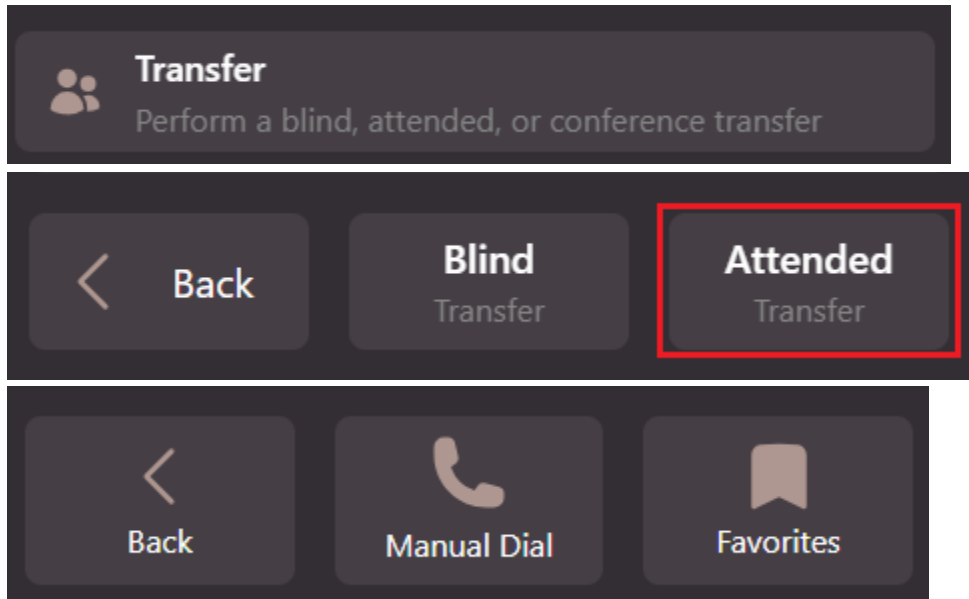 Transfer
Perform a blind, attended, or conference transfer
Back
Blind
Transfer
Attended
Transfer
Back
Manual Dial
Favorites